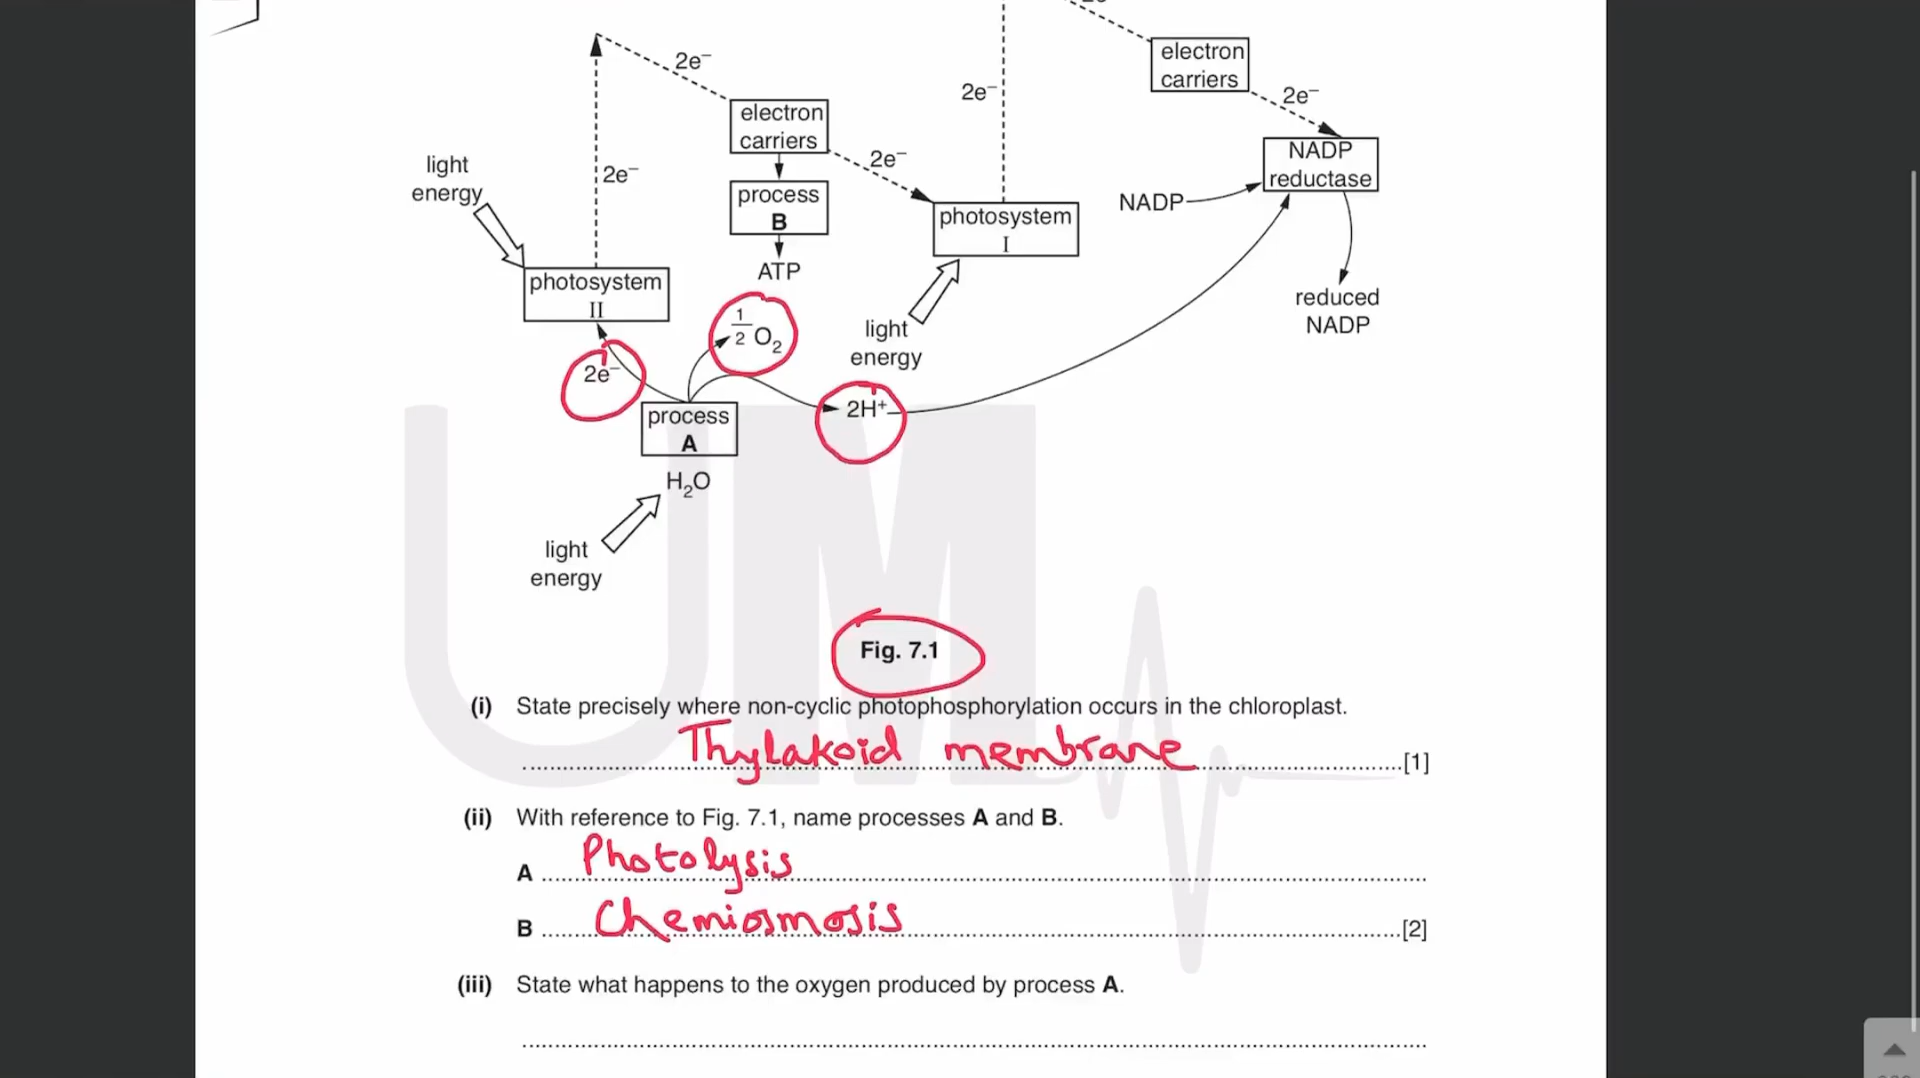 2e⁻
electron
carriers
2e⁻
2e⁻
2e⁻
electron
carriers
NADP
reductase
light
energy
2e⁻
2e⁻
process
B
NADP
photosystem
I
ATP
photosystem
II
reduced
NADP
1/2 O₂
light
energy
2e⁻
2H⁺
process
A
H₂O
light
energy
UM
Fig. 7.1
(i) State precisely where non-cyclic photophosphorylation occurs in the chloroplast.
Thylakoid membrane [1]
(ii) With reference to Fig. 7.1, name processes A and B.
A Photolysis
B Chemiosmosis [2]
(iii) State what happens to the oxygen produced by process A.